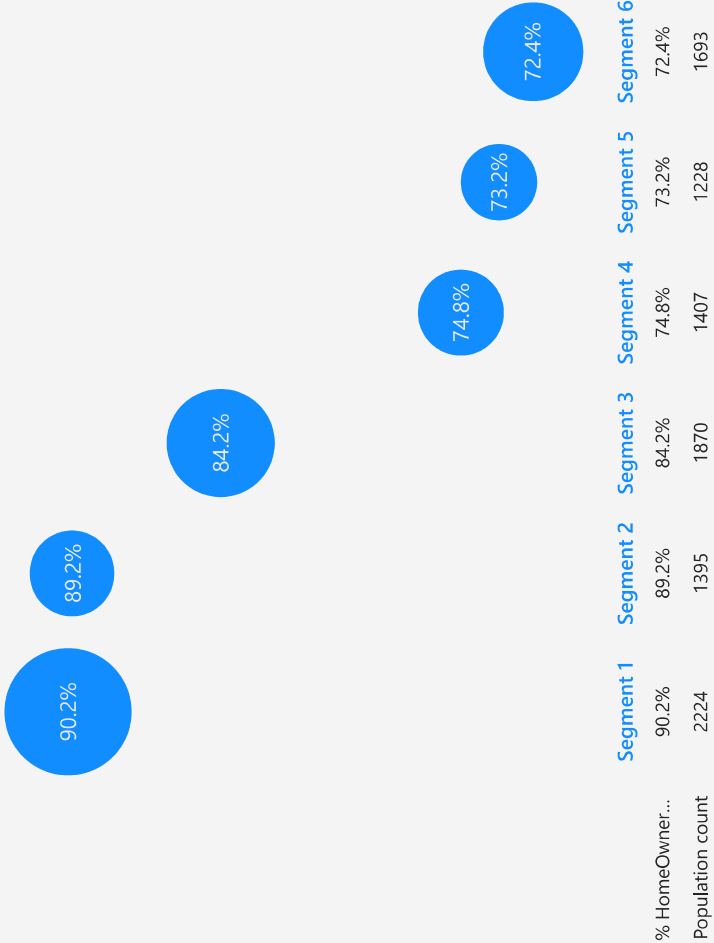 90.2%
89.2%
84.2%
74.8%
73.2%
72.4%
Segment 1 Segment 2 Segment 3 Segment 4 Segment 5 Segment 6
% HomeOwner... 90.2% 89.2% 84.2% 74.8% 73.2% 72.4%
Population count 2224 1395 1870 1407 1228 1693